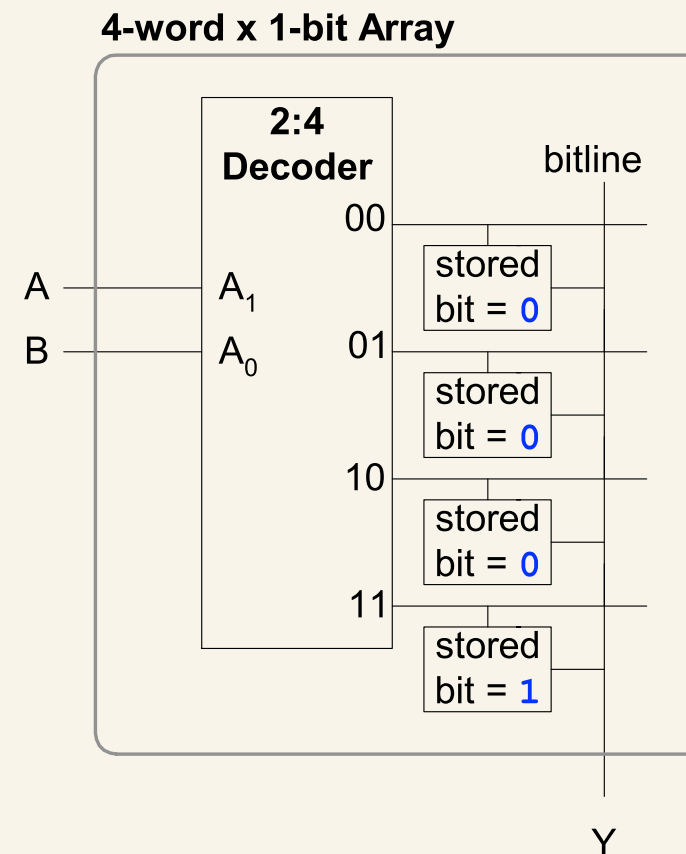 4-word x 1-bit Array
2:4
Decoder
bitline
00
stored
bit = 0
A
A1
B
A0
01
stored
bit = 0
10
stored
bit = 0
11
stored
bit = 1
Y